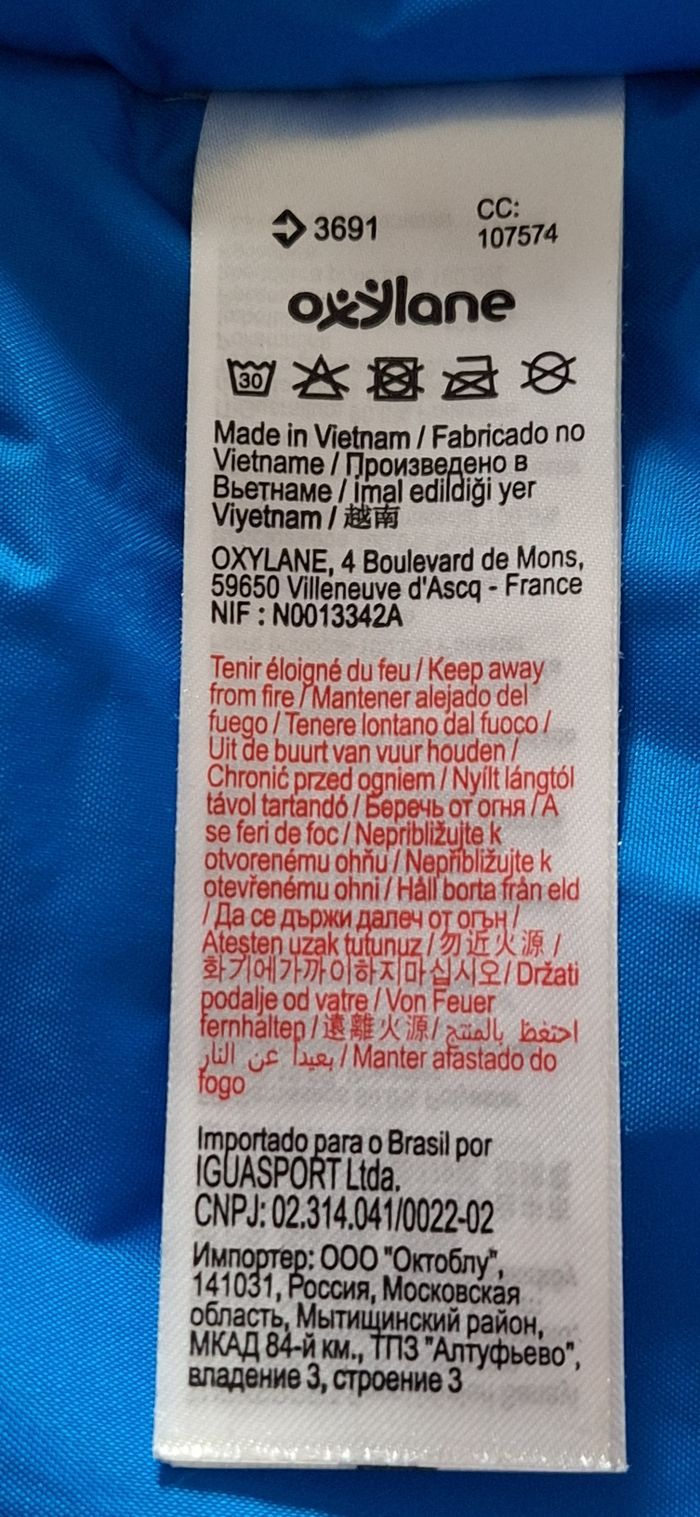 3691
CC:
107574
oxylane
30
Made in Vietnam / Fabricado no
Vietname / Произведено в
Вьетнаме / İmal edildiği yer
Viyetnam / 越南
OXYLANE, 4 Boulevard de Mons,
59650 Villeneuve d'Ascq - France
NIF : N0013342A
Tenir éloigné du feu / Keep away
from fire / Mantener alejado del
fuego / Tenere lontano dal fuoco /
Uit de buurt van vuur houden /
Chronić przed ogniem / Nyílt lángtól
távol tartandó / Беречь от огня / A
se feri de foc / Nepribližujte k
otvorenému ohňu / Nepřibližujte k
otevřenému ohni / Håll borta från eld
/ Да се държи далеч от огън /
Ateşten uzak tutunuz / 勿近火源 /
화기에가까이하지마십시오 / Držati
podalje od vatre / Von Feuer
fernhalten / 遠離火源 / احتفظ بالمنتج
بعيداً عن النار / Manter afastado do
fogo
Importado para o Brasil por
IGUASPORT Ltda.
CNPJ: 02.314.041/0022-02
Импортер: ООО "Октоблу",
141031, Россия, Московская
область, Мытищинский район,
МКАД 84-й км., ТПЗ "Алтуфьево",
владение 3, строение 3